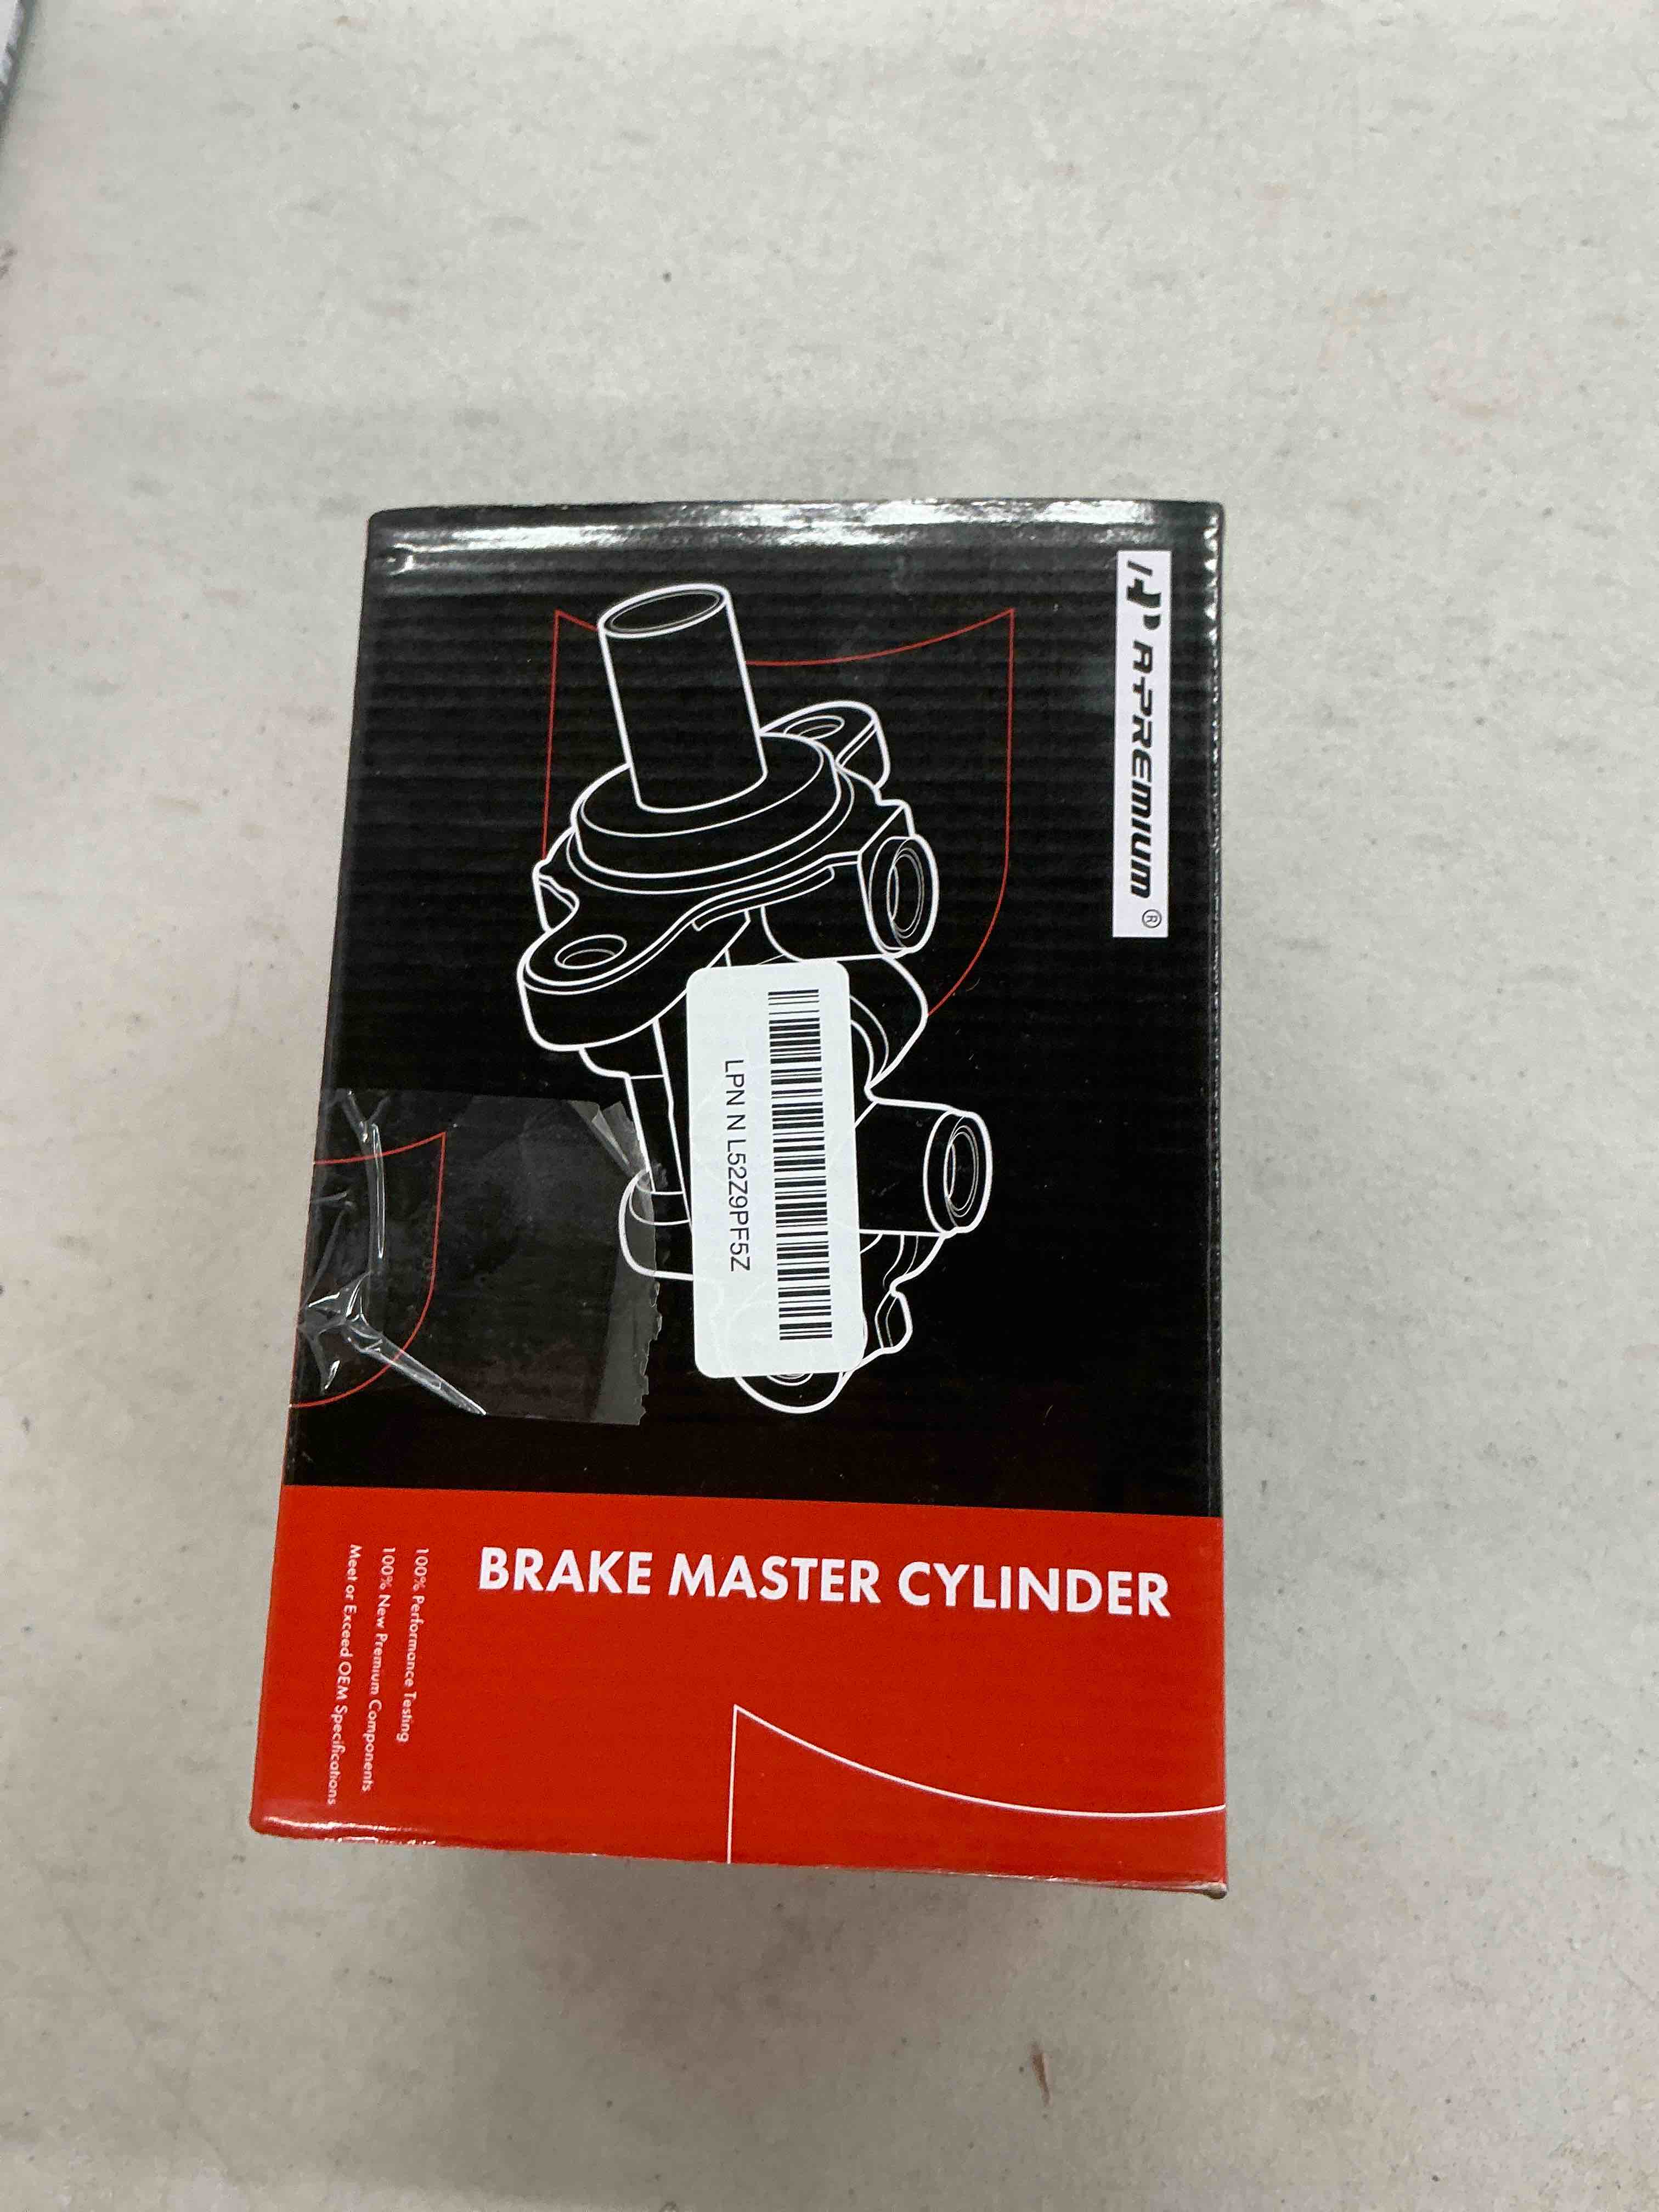 A-PREMIUM®
LPN N L52Z9PF5Z
BRAKE MASTER CYLINDER
100% Performance Testing
100% New Premium Components
Meet or Exceed OEM Specifications